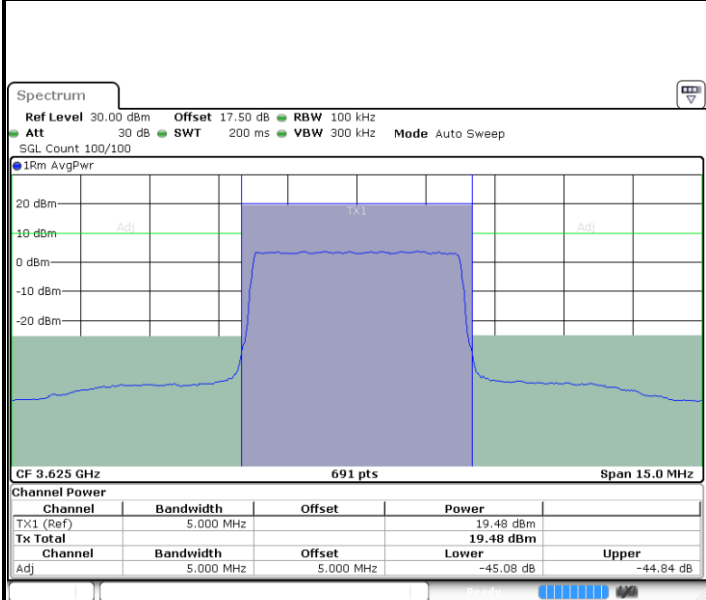 Spectrum
Ref Level 30.00 dBm Offset 17.50 dB RBW 100 kHz
Att 30 dB SWT 200 ms VBW 300 kHz Mode Auto Sweep
SGL Count 100/100
1Rm AvgPwr
20 dBm
TX1
Adj
Adj
10 dBm
0 dBm
-10 dBm
-20 dBm
CF 3.625 GHz 691 pts Span 15.0 MHz
Channel Power
Channel Bandwidth Offset Power
TX1 (Ref) 5.000 MHz 19.48 dBm
Tx Total 19.48 dBm
Channel Bandwidth Offset Lower Upper
Adj 5.000 MHz 5.000 MHz -45.08 dB -44.84 dB
Ready